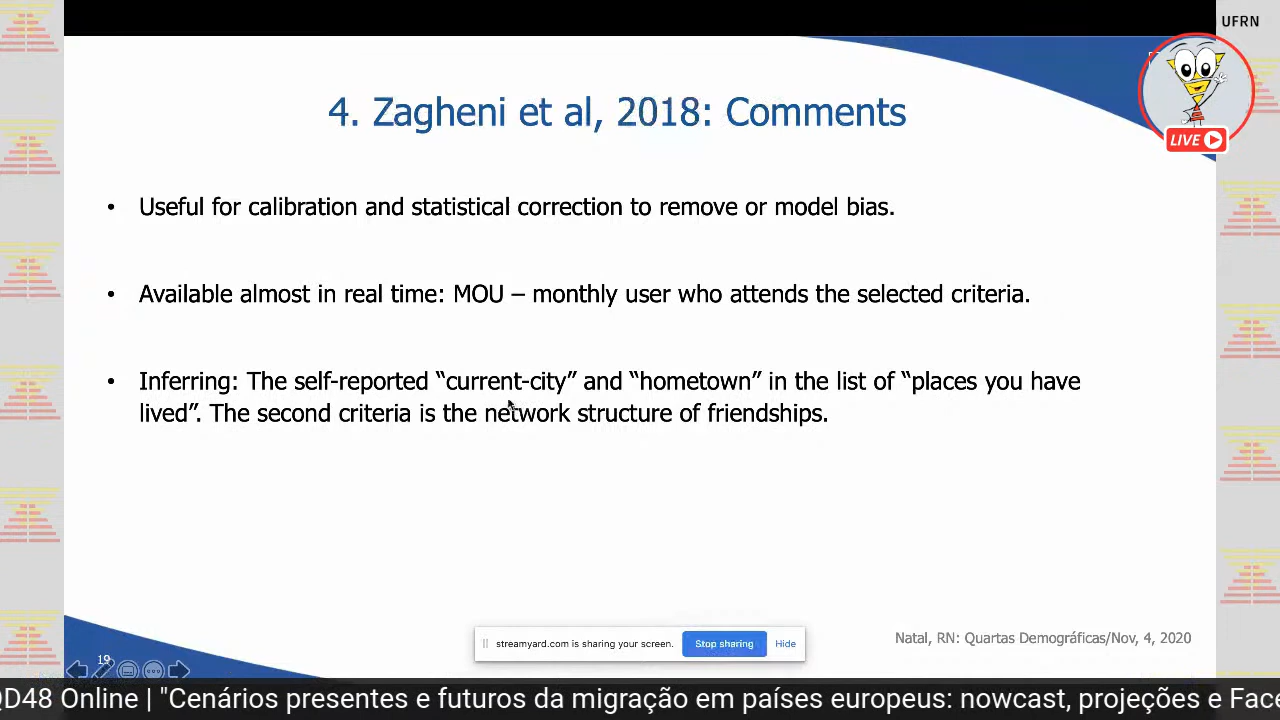 UFRN
LIVE
4. Zagheni et al, 2018: Comments
• Useful for calibration and statistical correction to remove or model bias.
• Available almost in real time: MOU – monthly user who attends the selected criteria.
• Inferring: The self-reported “current-city” and “hometown” in the list of “places you have
lived”. The second criteria is the network structure of friendships.
streamyard.com is sharing your screen. Stop sharing Hide
Natal, RN: Quartas Demográficas/Nov, 4, 2020
19
QD48 Online | "Cenários presentes e futuros da migração em países europeus: nowcast, projeções e Face